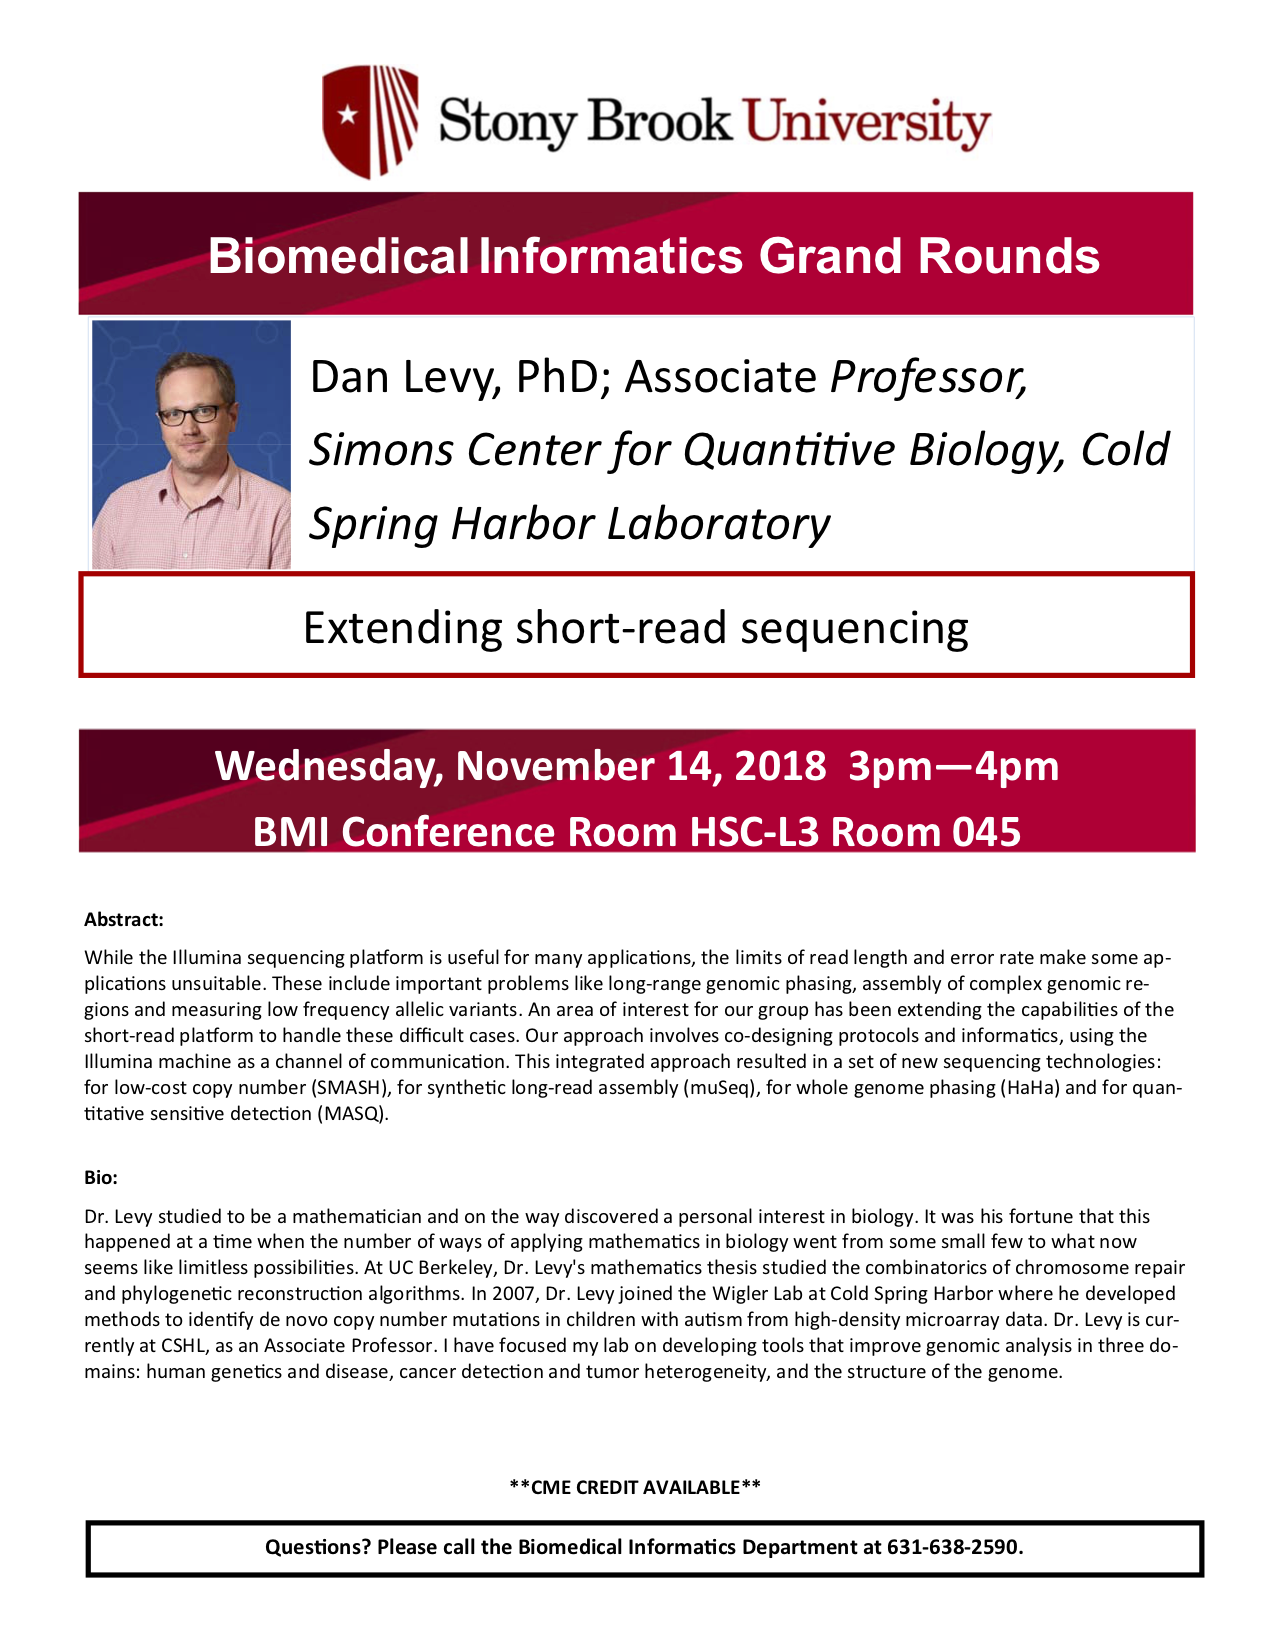 Stony Brook University
Biomedical Informatics Grand Rounds
Dan Levy, PhD; Associate Professor,
Simons Center for Quantitive Biology, Cold
Spring Harbor Laboratory
Extending short-read sequencing
Wednesday, November 14, 2018  3pm—4pm
BMI Conference Room HSC-L3 Room 045
Abstract:
While the Illumina sequencing platform is useful for many applications, the limits of read length and error rate make some ap-
plications unsuitable. These include important problems like long-range genomic phasing, assembly of complex genomic re-
gions and measuring low frequency allelic variants. An area of interest for our group has been extending the capabilities of the
short-read platform to handle these difficult cases. Our approach involves co-designing protocols and informatics, using the
Illumina machine as a channel of communication. This integrated approach resulted in a set of new sequencing technologies:
for low-cost copy number (SMASH), for synthetic long-read assembly (muSeq), for whole genome phasing (HaHa) and for quan-
titative sensitive detection (MASQ).
Bio:
Dr. Levy studied to be a mathematician and on the way discovered a personal interest in biology. It was his fortune that this
happened at a time when the number of ways of applying mathematics in biology went from some small few to what now
seems like limitless possibilities. At UC Berkeley, Dr. Levy's mathematics thesis studied the combinatorics of chromosome repair
and phylogenetic reconstruction algorithms. In 2007, Dr. Levy joined the Wigler Lab at Cold Spring Harbor where he developed
methods to identify de novo copy number mutations in children with autism from high-density microarray data. Dr. Levy is cur-
rently at CSHL, as an Associate Professor. I have focused my lab on developing tools that improve genomic analysis in three do-
mains: human genetics and disease, cancer detection and tumor heterogeneity, and the structure of the genome.
**CME CREDIT AVAILABLE**
Questions? Please call the Biomedical Informatics Department at 631-638-2590.